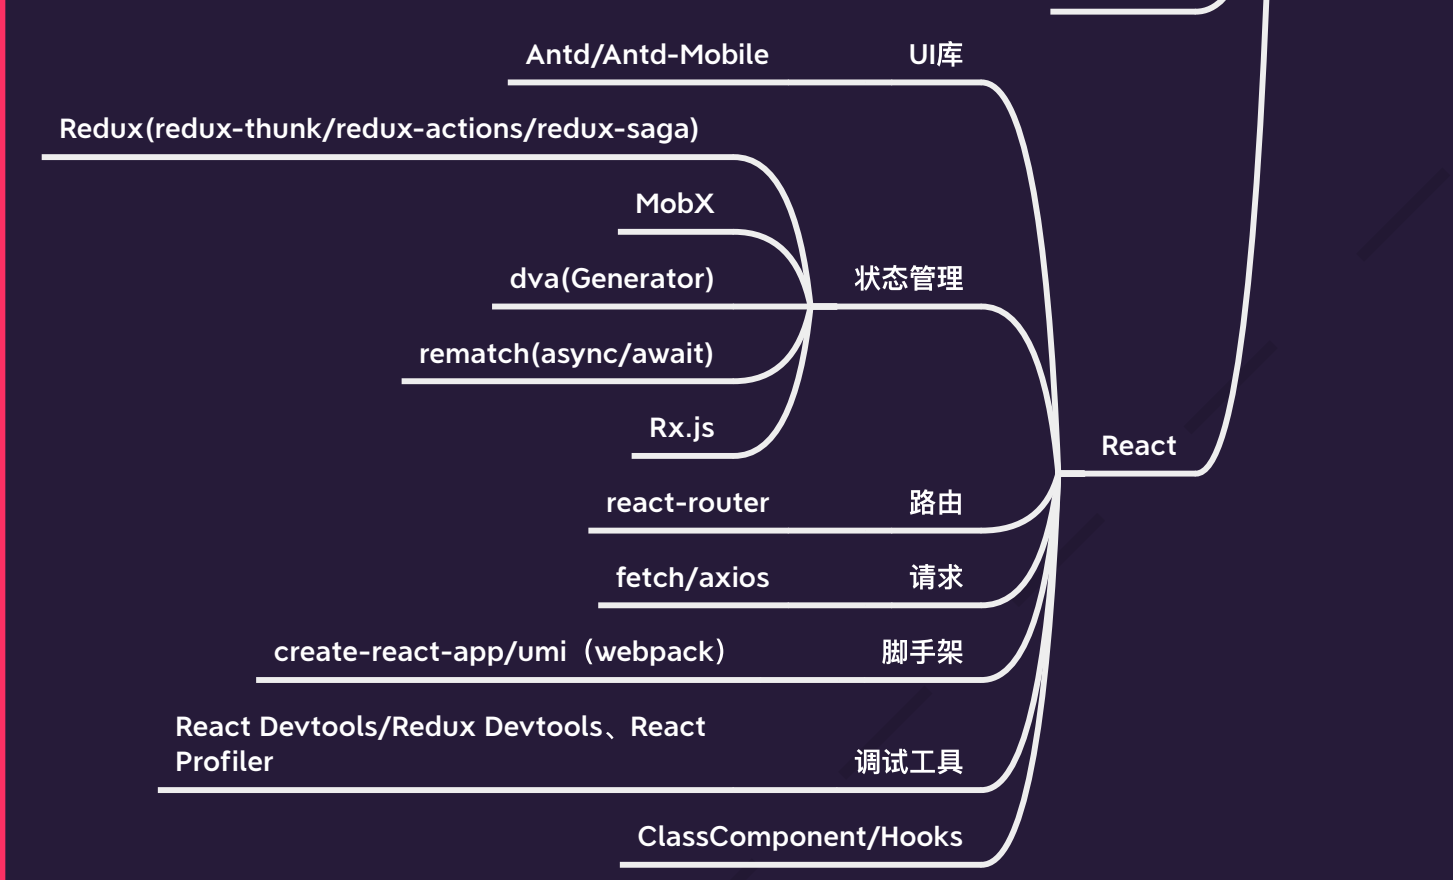 Antd/Antd-Mobile
UI库
Redux(redux-thunk/redux-actions/redux-saga)
MobX
dva(Generator)
状态管理
rematch(async/await)
Rx.js
React
react-router
路由
fetch/axios
请求
create-react-app/umi（webpack）
脚手架
React Devtools/Redux Devtools、React
Profiler
调试工具
ClassComponent/Hooks